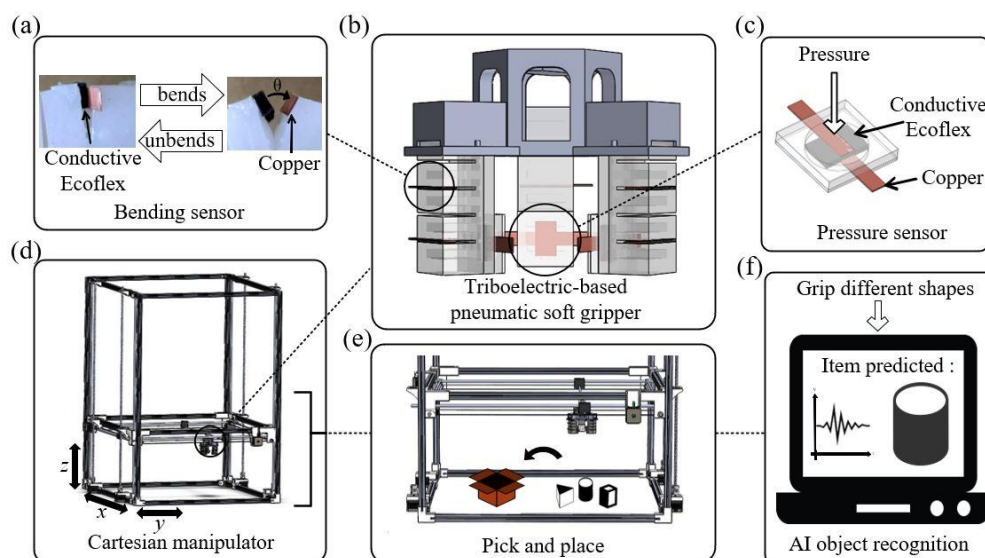 (a)
bends
θ
unbends
Conductive
Ecoflex
Copper
Bending sensor
(b)
Triboelectric-based
pneumatic soft gripper
(c)
Pressure
Conductive
Ecoflex
Copper
Pressure sensor
(d)
z
x
y
Cartesian manipulator
(e)
Pick and place
(f)
Grip different shapes
Item predicted :
AI object recognition